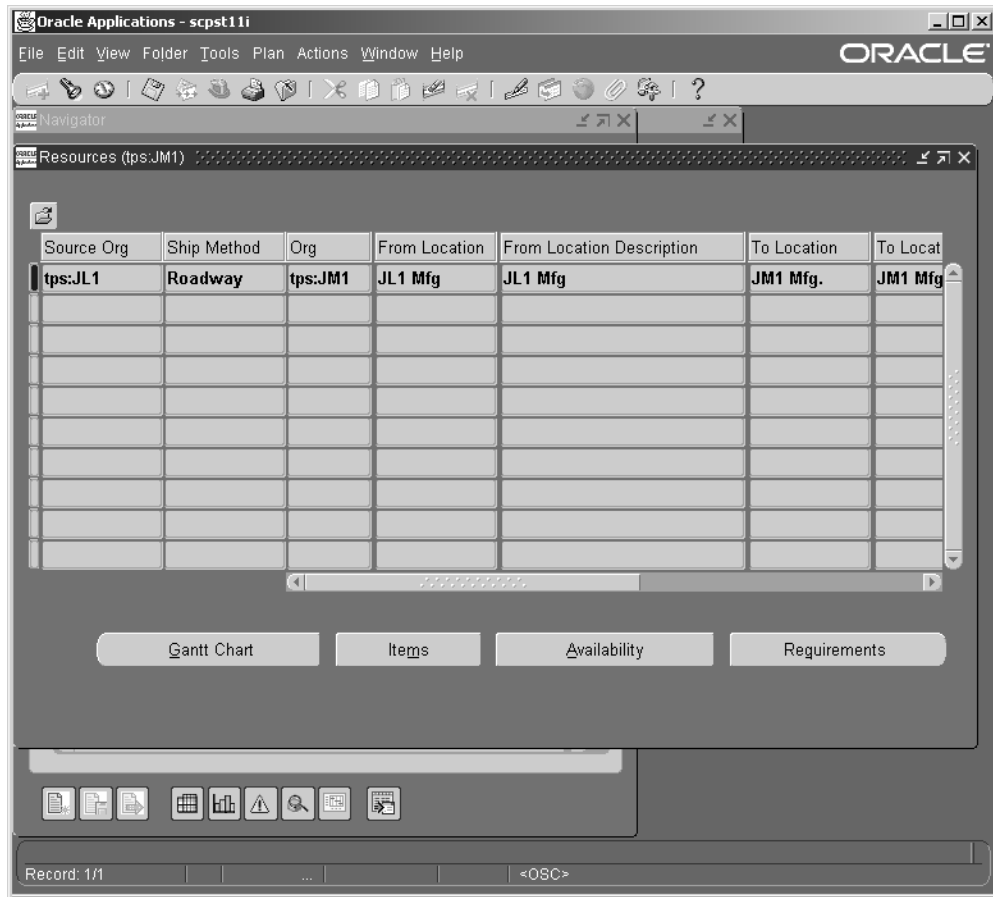 Oracle Applications - scpst11i
File Edit View Folder Tools Plan Actions Window Help
ORACLE
Navigator
Resources (tps:JM1)
Source Org Ship Method Org From Location From Location Description To Location To Locat
tps:JL1 Roadway tps:JM1 JL1 Mfg JL1 Mfg JM1 Mfg. JM1 Mfg
Gantt Chart Items Availability Requirements
Record: 1/1 ... <OSC>